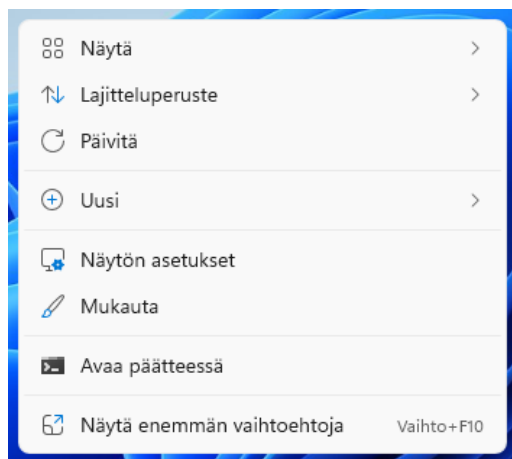 Näytä
Lajitteluperuste
Päivitä
Uusi
Näytön asetukset
Mukauta
Avaa päätteessä
Näytä enemmän vaihtoehtoja Vaihto+F10